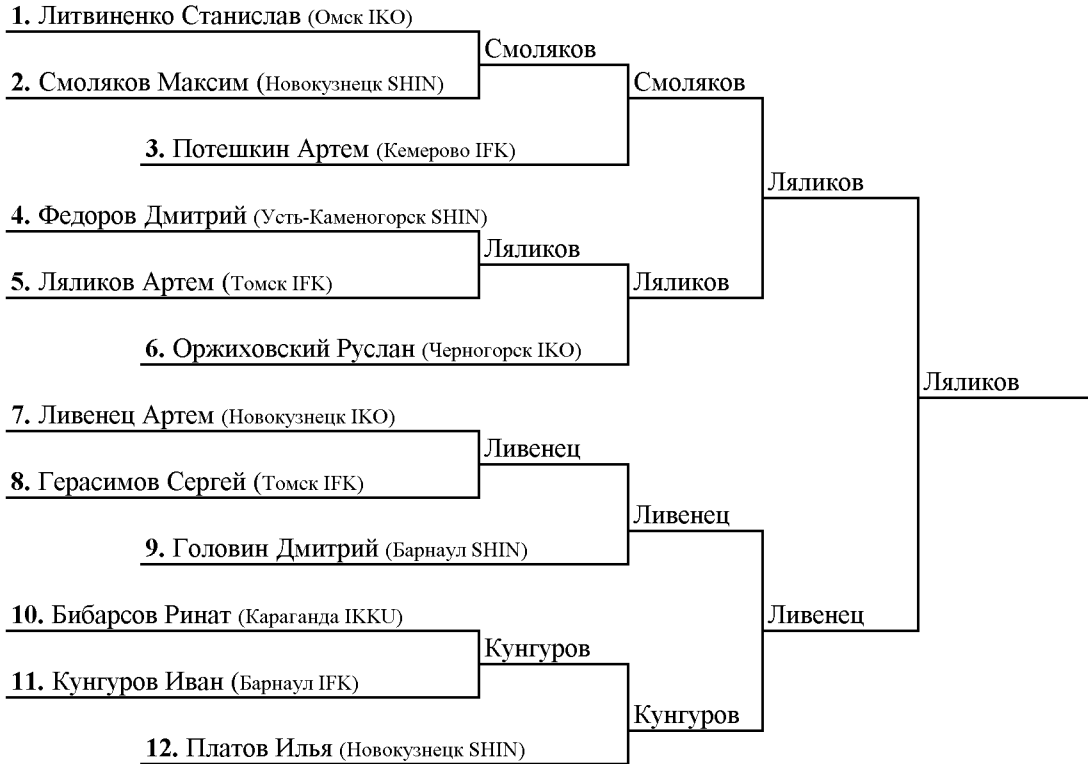 1. Литвиненко Станислав (Омск IKO)
Смоляков
2. Смоляков Максим (Новокузнецк SHIN)
Смоляков
3. Потешкин Артем (Кемерово IFK)
Ляликов
4. Федоров Дмитрий (Усть-Каменогорск SHIN)
Ляликов
5. Ляликов Артем (Томск IFK)
Ляликов
6. Оржиховский Руслан (Черногорск IKO)
Ляликов
7. Ливенец Артем (Новокузнецк IKO)
Ливенец
8. Герасимов Сергей (Томск IFK)
Ливенец
9. Головин Дмитрий (Барнаул SHIN)
10. Бибарсов Ринат (Караганда IKKU)
Ливенец
Кунгуров
11. Кунгуров Иван (Барнаул IFK)
Кунгуров
12. Платов Илья (Новокузнецк SHIN)